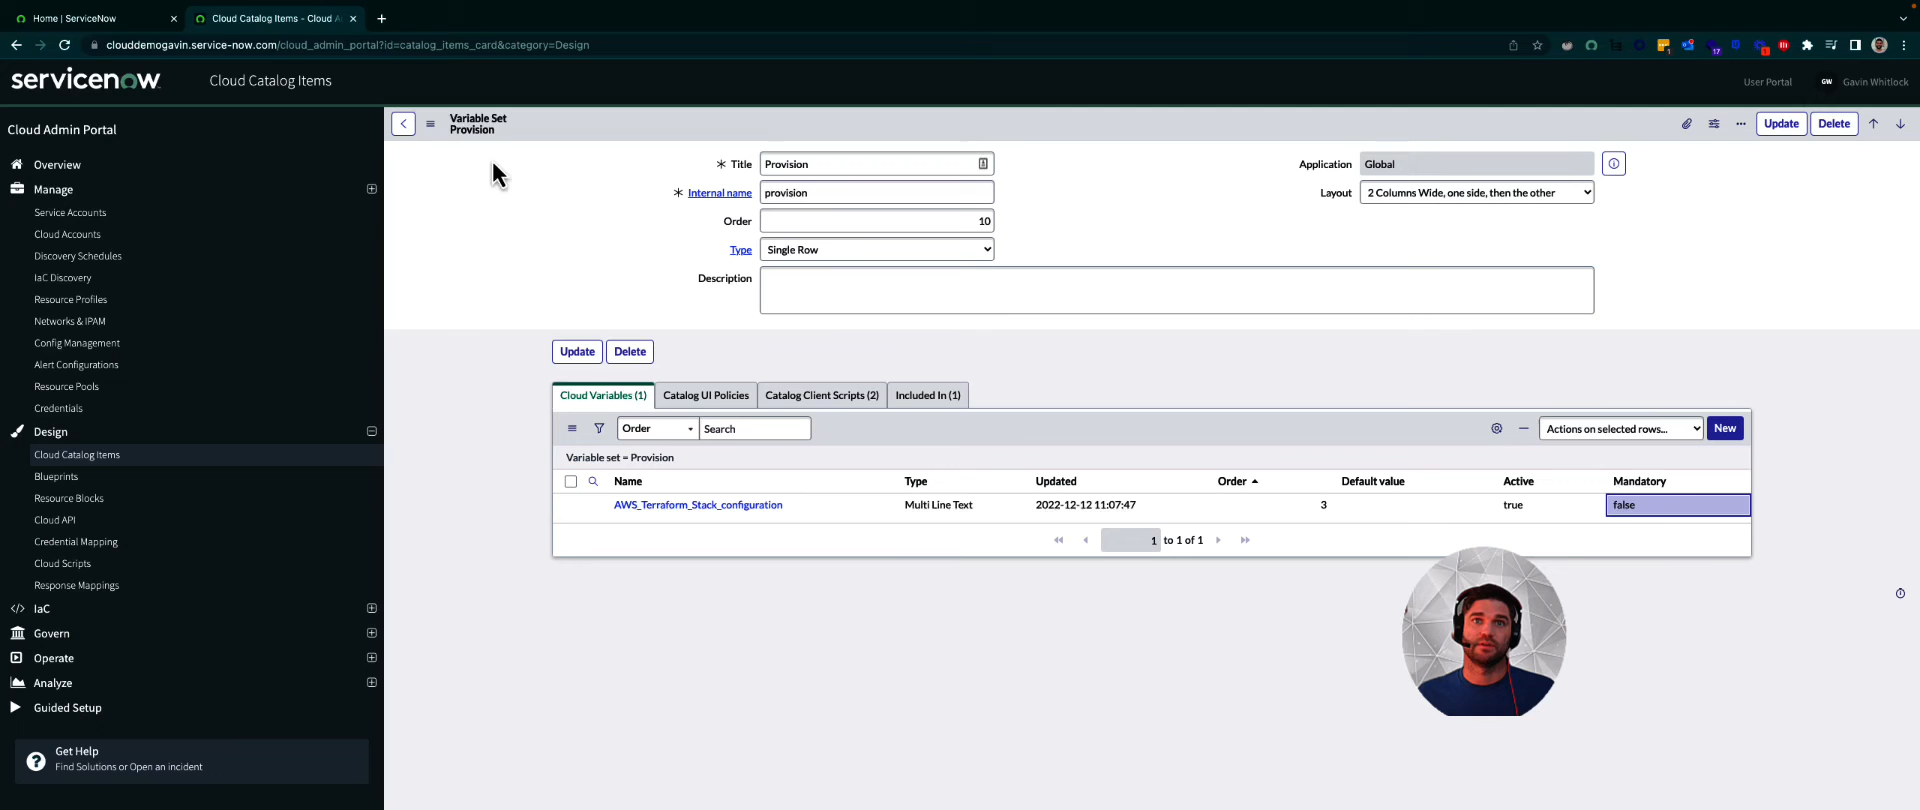 Home | ServiceNow
Cloud Catalog Items - Cloud A
clouddemogavin.service-now.com/cloud_admin_portal?id=catalog_items_card&category=Design
servicenow
Cloud Catalog Items
User Portal
GW
Gavin Whitlock
Cloud Admin Portal
Overview
Manage
Service Accounts
Cloud Accounts
Discovery Schedules
IaC Discovery
Resource Profiles
Networks & IPAM
Config Management
Alert Configurations
Resource Pools
Credentials
Design
Cloud Catalog Items
Blueprints
Resource Blocks
Cloud API
Credential Mapping
Cloud Scripts
Response Mappings
IaC
Govern
Operate
Analyze
Guided Setup
Get Help
Find Solutions or Open an incident
Variable Set
Provision
Update
Delete
Title
Provision
Application
Global
Internal name
provision
Layout
2 Columns Wide, one side, then the other
Order
10
Type
Single Row
Description
Update
Delete
Cloud Variables (1)
Catalog UI Policies
Catalog Client Scripts (2)
Included In (1)
Order
Search
Actions on selected rows...
New
Variable set = Provision
Name
Type
Updated
Order
Default value
Active
Mandatory
AWS_Terraform_Stack_configuration
Multi Line Text
2022-12-12 11:07:47
3
true
false
1 to 1 of 1